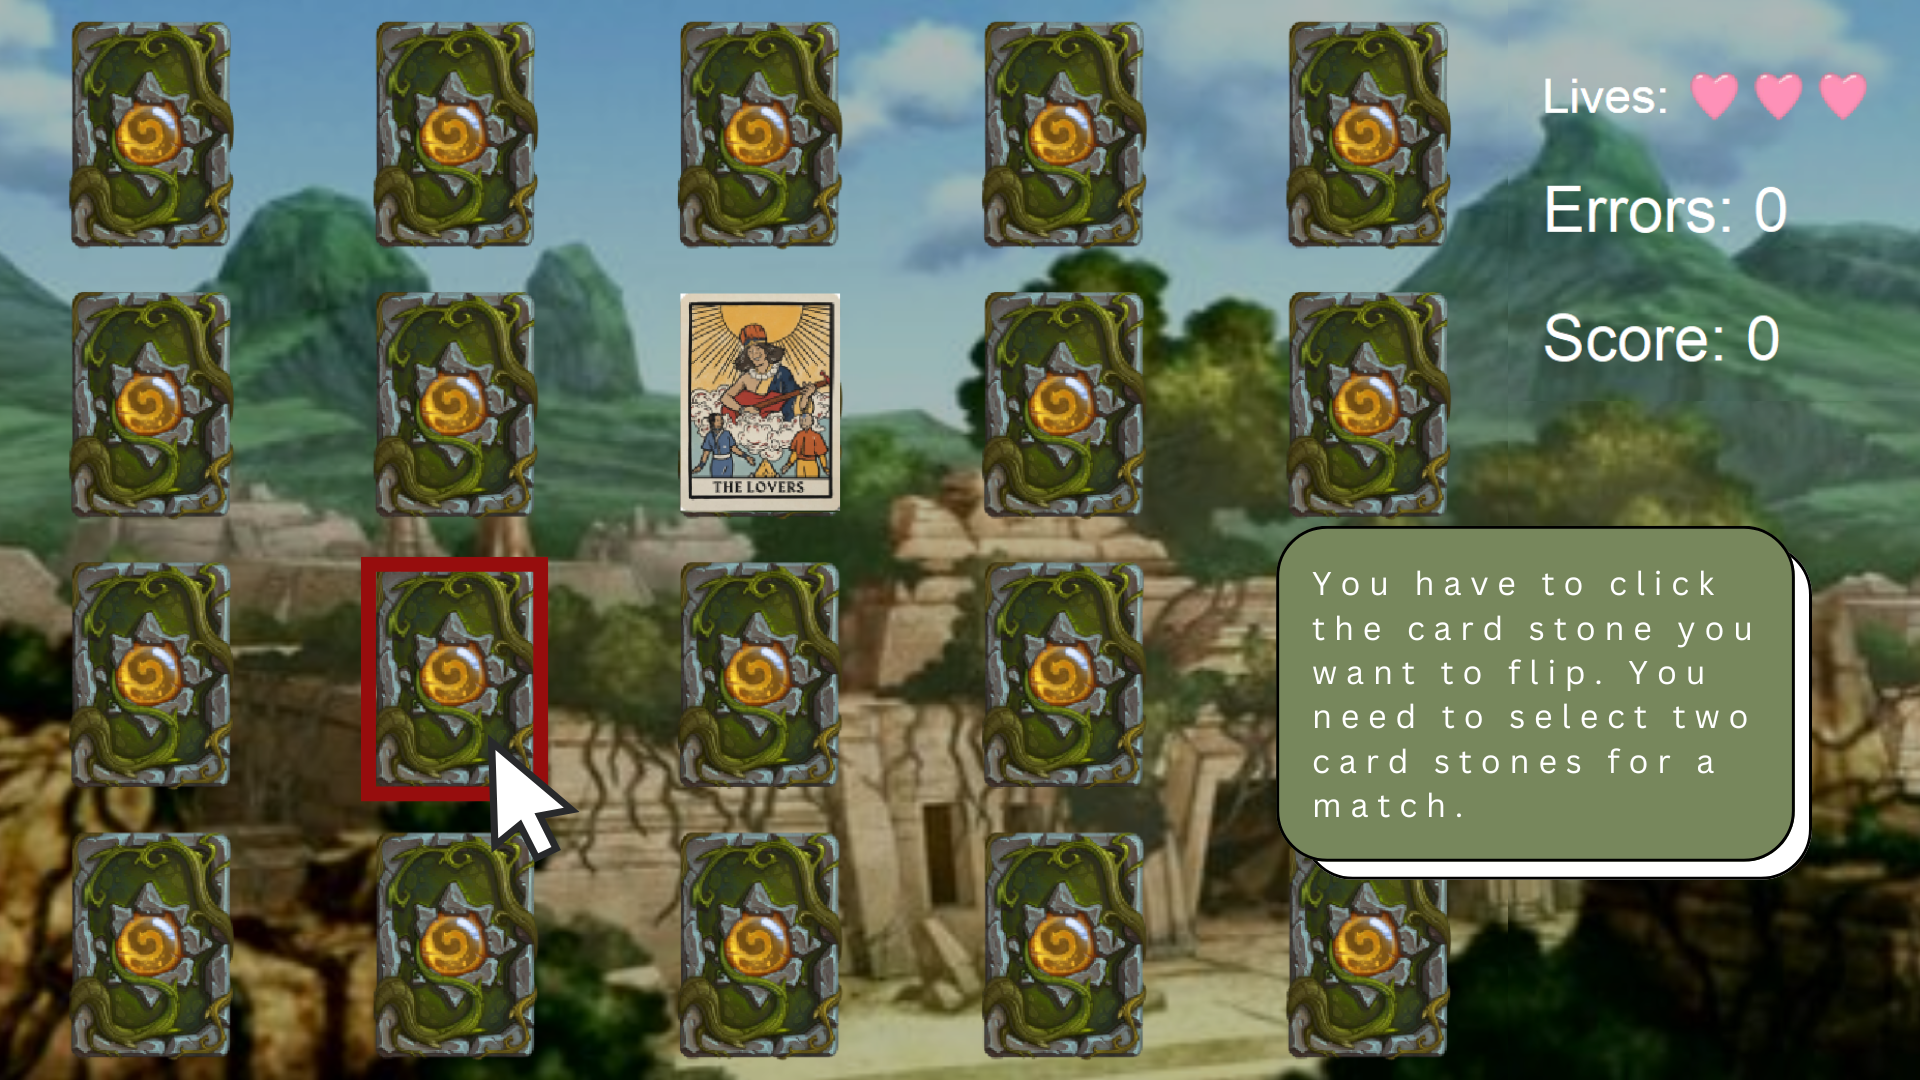 Lives:
Errors: 0
Score: 0
THE LOVERS
You have to click
the card stone you
want to flip. You
need to select two
card stones for a
match.